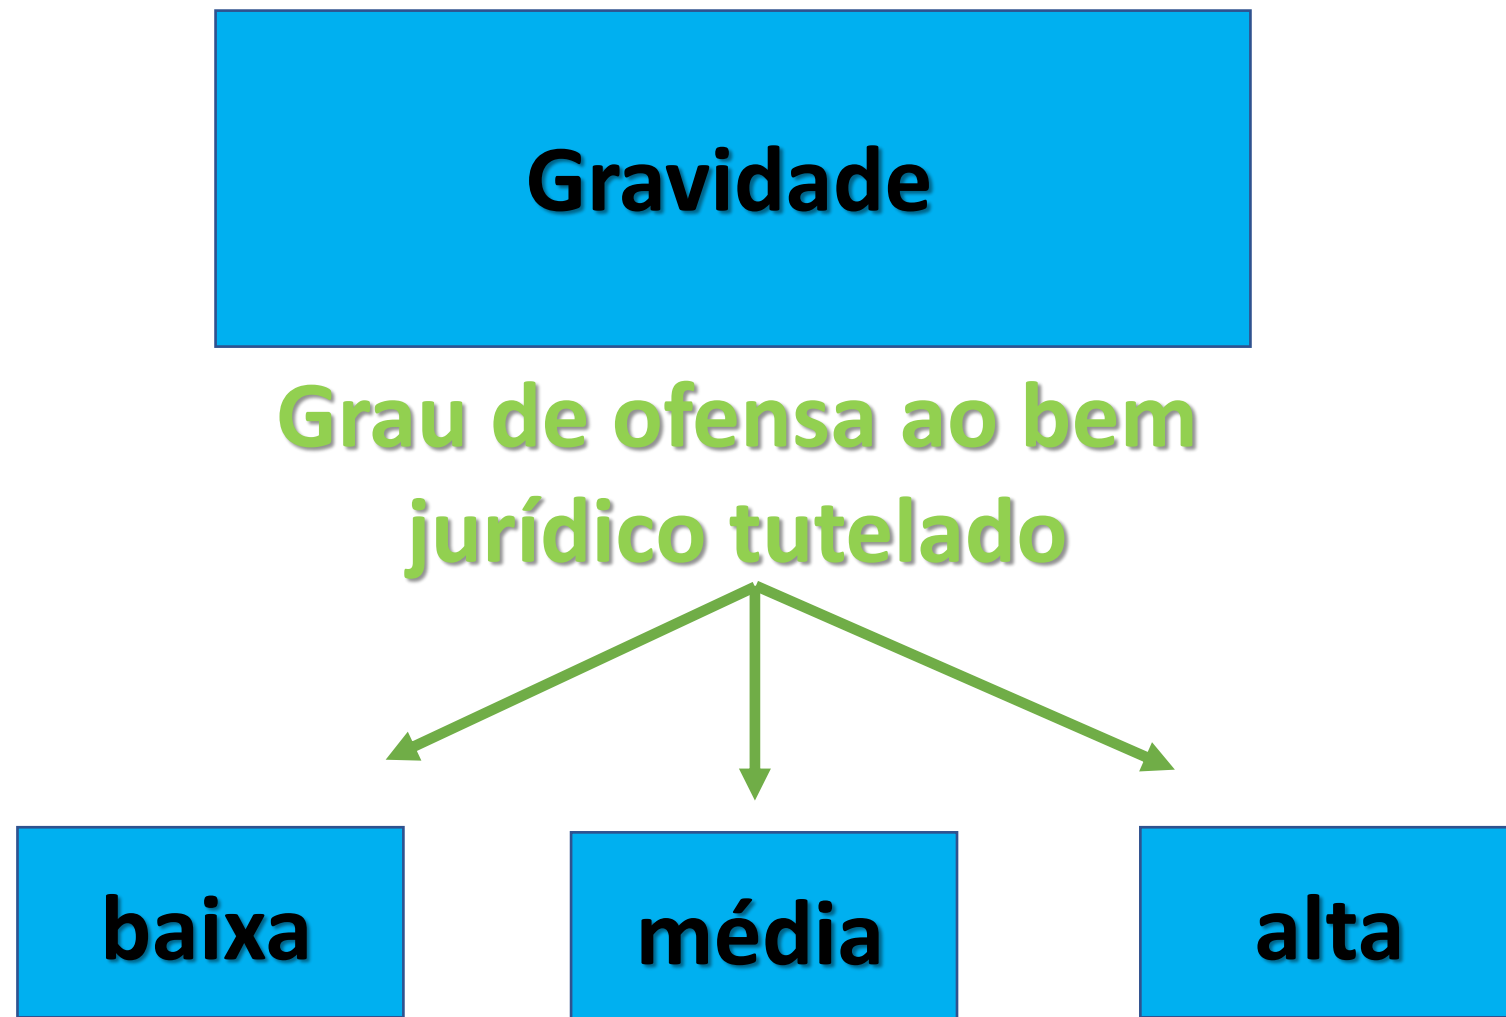 Gravidade
Grau de ofensa ao bem
jurídico tutelado
baixa
média
alta